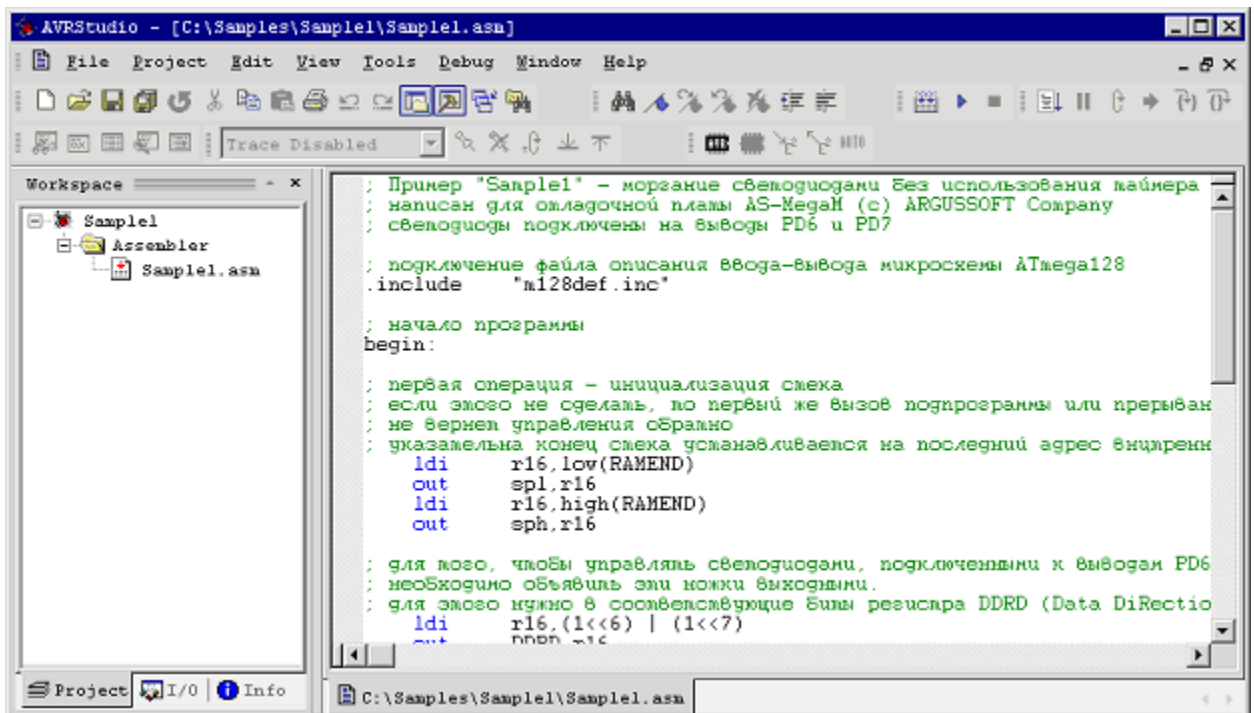 AVRStudio - [C:\Samples\Sample1\Sample1.asm]
File Project Edit View Tools Debug Window Help
Trace Disabled
AUTO
Workspace
Sample1
Assembler
Sample1.asm
; Пример "Sample1" - моргание светодиодами без использования таймера
; написан для отладочной платы AS-MegaM (c) ARGUSSOFT Company
; светодиоды подключены на выводы PD6 и PD7
; подключение файла описания ввода-вывода микросхемы ATmega128
.include "m128def.inc"
; начало программы
begin:
; первая операция - инициализация стека
; если этого не сделать, то первый же вызов подпрограммы или прерыван
; не вернет управления обратно
; указательна конец стека устанавливается на последний адрес внутренн
ldi r16,low(RAMEND)
out spl,r16
ldi r16,high(RAMEND)
out sph,r16
; для того, чтобы управлять светодиодами, подключенными к выводам PD6
; необходимо объявить эти ножки выходными.
; для этого нужно в соответствующие биты регистра DDRD (Data DiRectio
ldi r16,(1<<6) | (1<<7)
out DDRD,r16
Project I/O Info
C:\Samples\Sample1\Sample1.asm